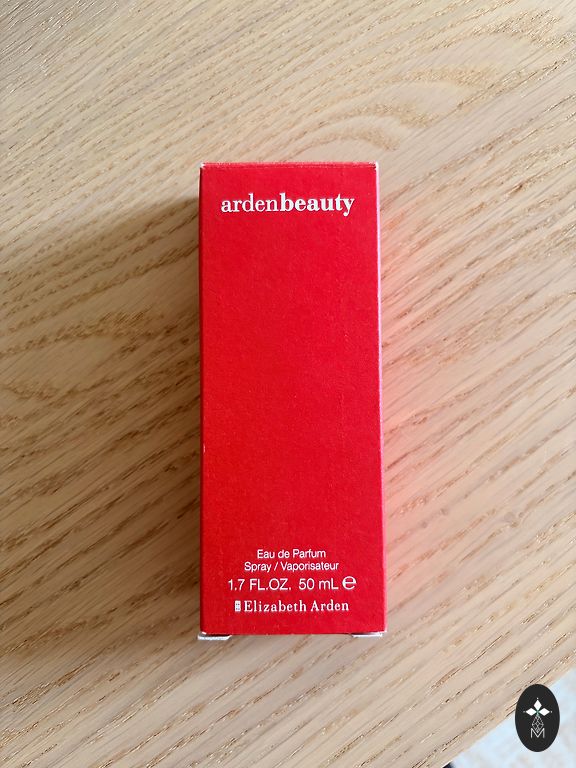 ardenbeauty
Eau de Parfum
Spray / Vaporisateur
1.7 FL.OZ. 50 mL ℮
Elizabeth Arden